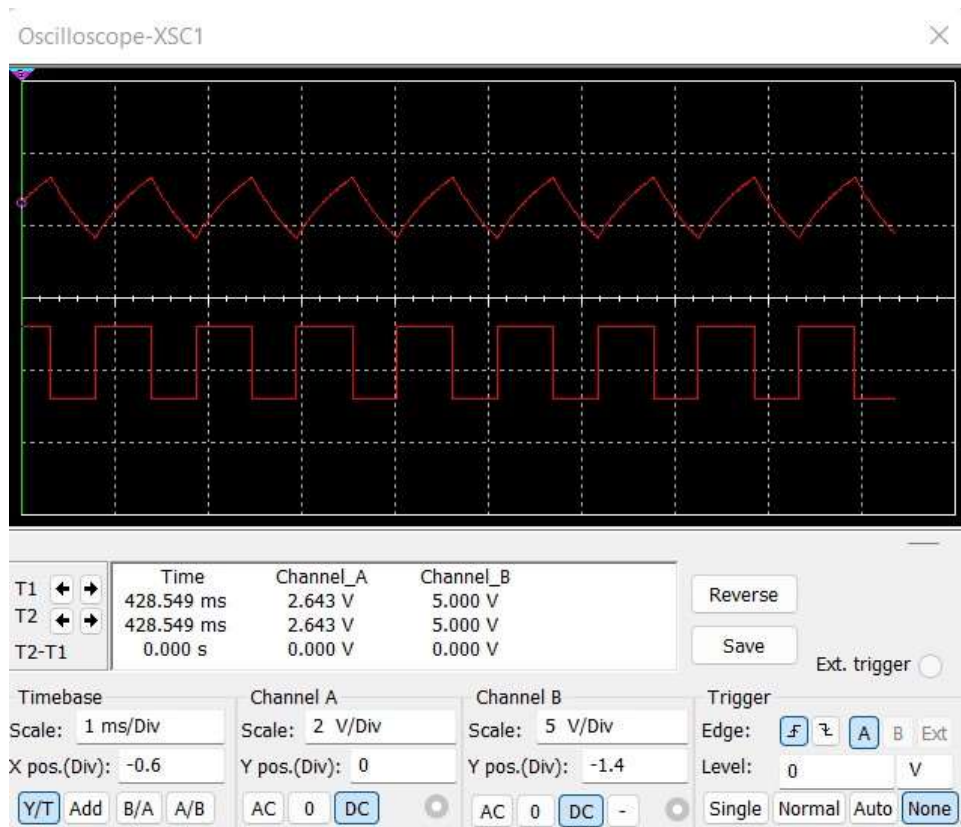 Oscilloscope-XSC1
Time Channel_A Channel_B
T1 428.549 ms 2.643 V 5.000 V
T2 428.549 ms 2.643 V 5.000 V
T2-T1 0.000 s 0.000 V 0.000 V
Reverse
Save
Ext. trigger
Timebase
Scale: 1 ms/Div
X pos.(Div): -0.6
Y/T Add B/A A/B
Channel A
Scale: 2 V/Div
Y pos.(Div): 0
AC 0 DC
Channel B
Scale: 5 V/Div
Y pos.(Div): -1.4
AC 0 DC -
Trigger
Edge: A B Ext
Level: 0 V
Single Normal Auto None